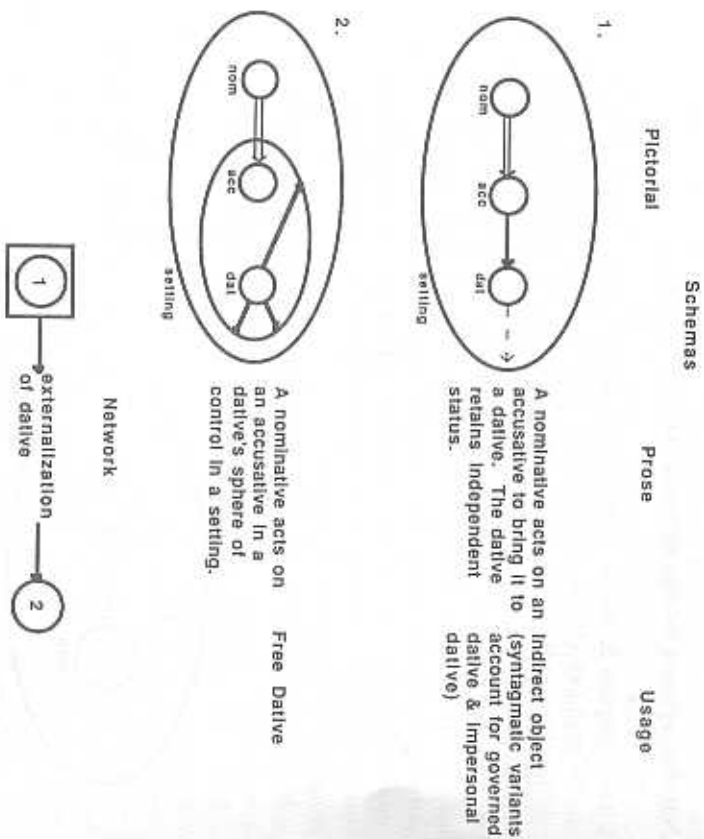 Schemas
Pictorial
Prose
Usage
1.
nom
acc
dat
setting
A nominative acts on an
accusative to bring it to
a dative. The dative
retains independent
status.
Indirect object
(syntagmatic variants
account for governed
dative & impersonal
dative)
2.
nom
acc
dat
setting
A nominative acts on
an accusative in a
dative's sphere of
control in a setting.
Free Dative
Network
1
externalization
of dative
2